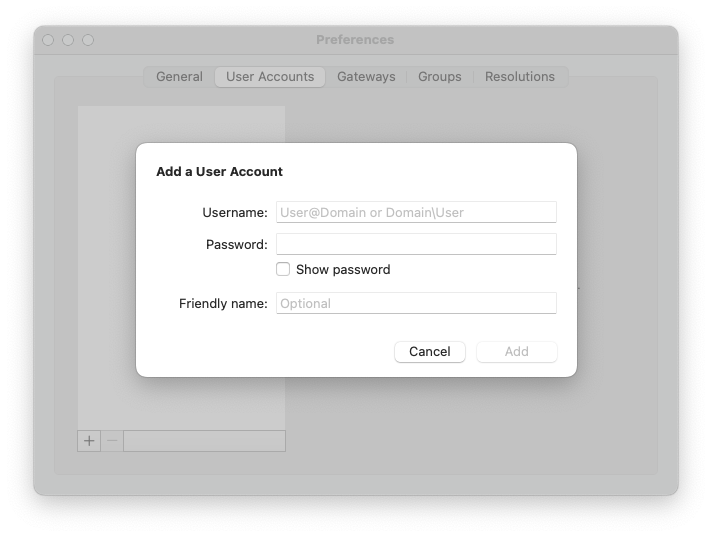 Preferences
General User Accounts Gateways Groups Resolutions
Add a User Account
Username: User@Domain or Domain\User
Password:
Show password
Friendly name: Optional
Cancel Add